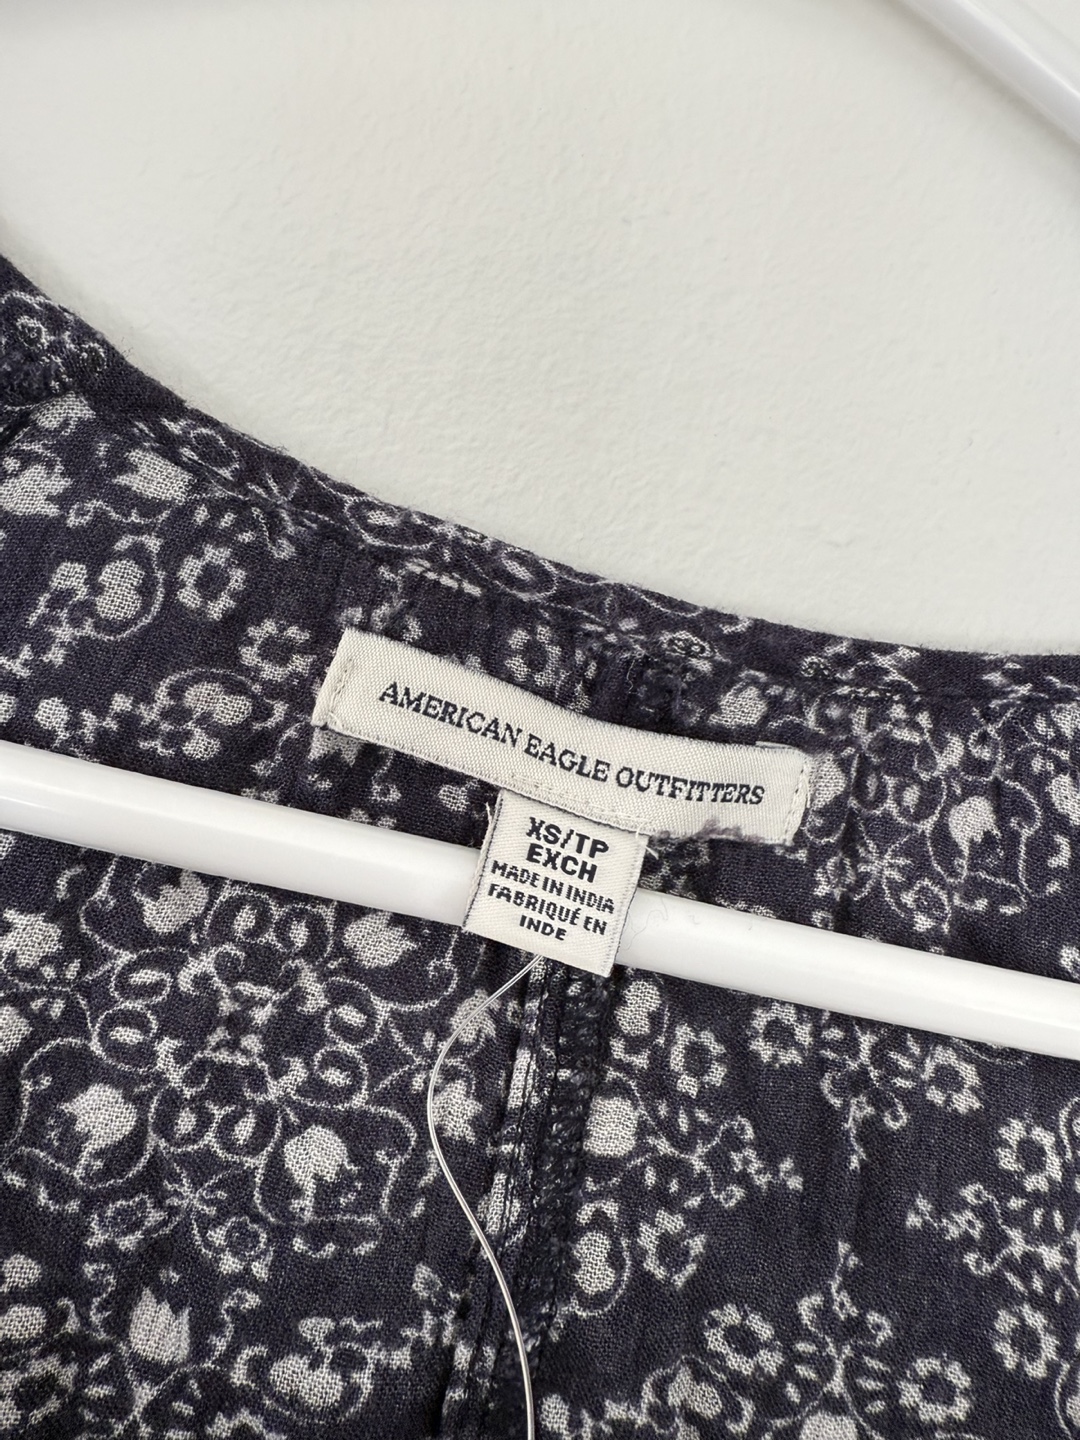 AMERICAN EAGLE OUTFITTERS
XS/TP
EXCH
MADE IN INDIA
FABRIQUÉ EN
INDE